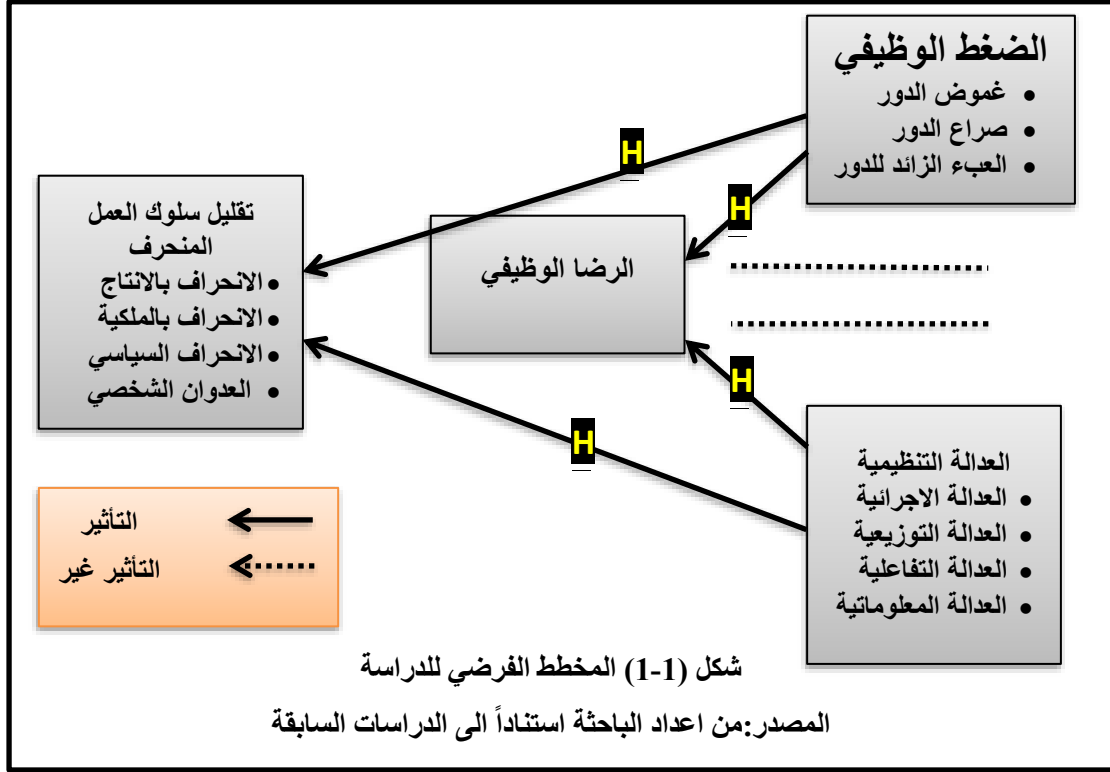 الضغط الوظيفي
• غموض الدور
• صراع الدور
• العبء الزائد للدور
H
H
تقليل سلوك العمل
المنحرف
• الانحراف بالانتاج
• الانحراف بالملكية
• الانحراف السياسي
• العدوان الشخصي
الرضا الوظيفي
H
H
العدالة التنظيمية
• العدالة الاجرائية
• العدالة التوزيعية
• العدالة التفاعلية
• العدالة المعلوماتية
التأثير
التأثير غير
شكل (1-1) المخطط الفرضي للدراسة
المصدر:من اعداد الباحثة استناداً الى الدراسات السابقة